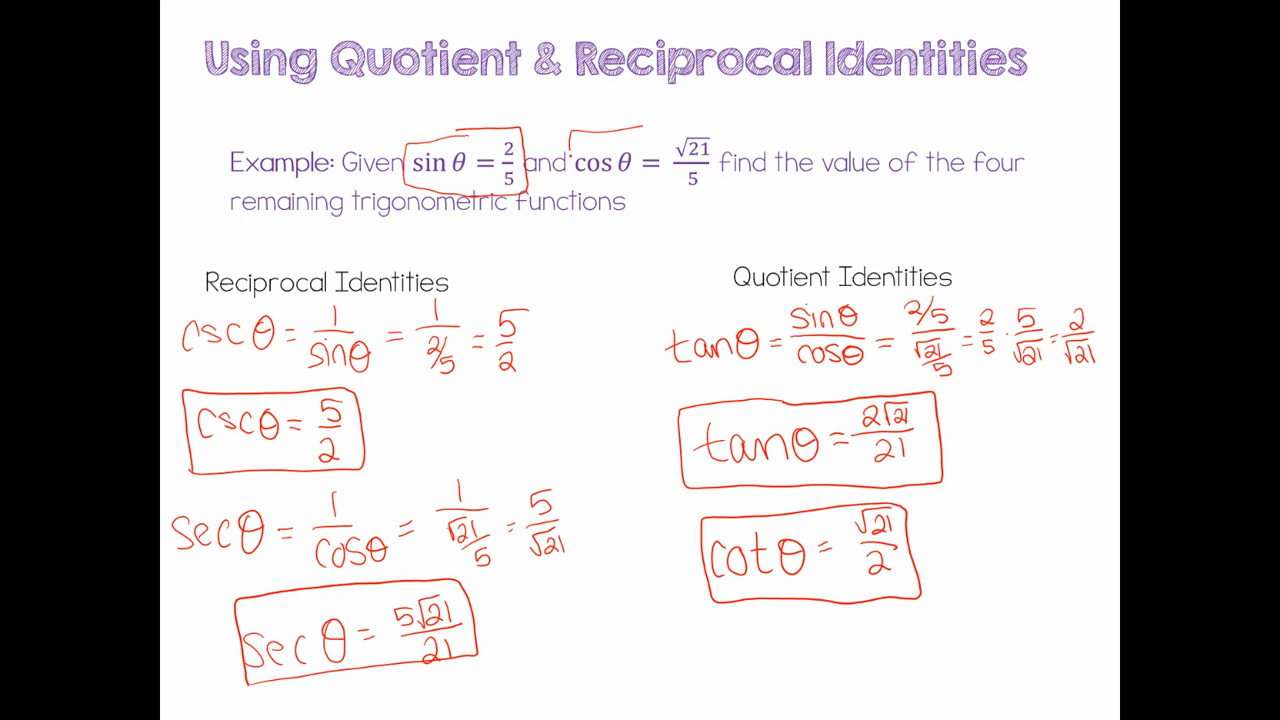 Using Quotient & Reciprocal Identities
Example: Given sin θ = 2/5 and cos θ = √21/5 find the value of the four
remaining trigonometric functions
Reciprocal Identities
cscθ = 1/sinθ = 1/(2/5) = 5/2
cscθ = 5/2
secθ = 1/cosθ = 1/(√21/5) = 5/√21
secθ = 5√21/21
Quotient Identities
tanθ = sinθ/cosθ = (2/5)/(√21/5) = 2/5 · 5/√21 = 2/√21
tanθ = 2√21/21
cotθ = √21/2